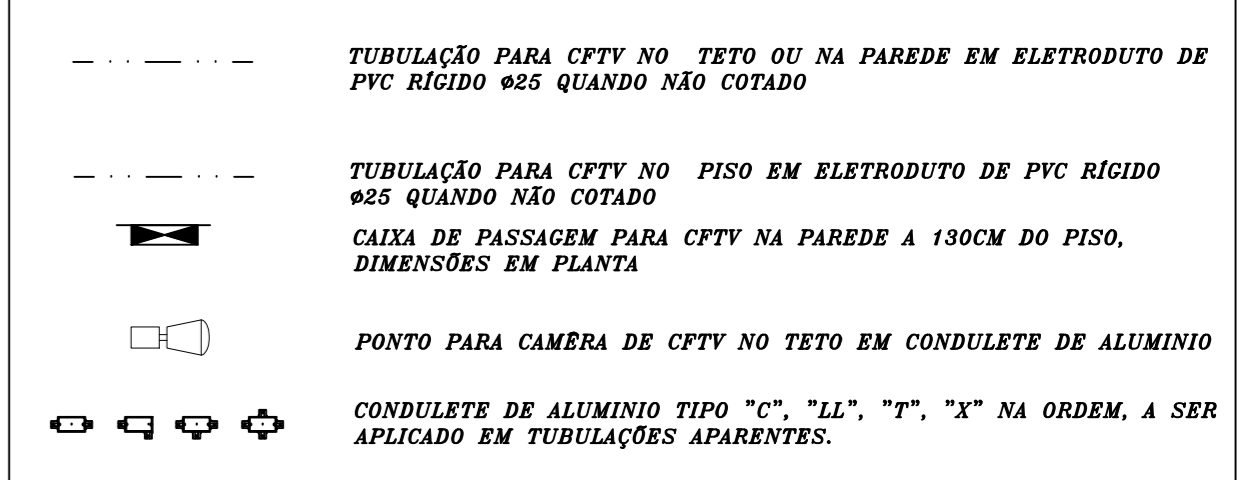 TUBULAÇÃO PARA CFTV NO TETO OU NA PAREDE EM ELETRODUTO DE
PVC RÍGIDO ø25 QUANDO NÃO COTADO
TUBULAÇÃO PARA CFTV NO PISO EM ELETRODUTO DE PVC RÍGIDO
ø25 QUANDO NÃO COTADO
CAIXA DE PASSAGEM PARA CFTV NA PAREDE A 130CM DO PISO,
DIMENSÕES EM PLANTA
PONTO PARA CAMÊRA DE CFTV NO TETO EM CONDULETE DE ALUMINIO
CONDULETE DE ALUMINIO TIPO "C", "LL", "T", "X" NA ORDEM, A SER
APLICADO EM TUBULAÇÕES APARENTES.